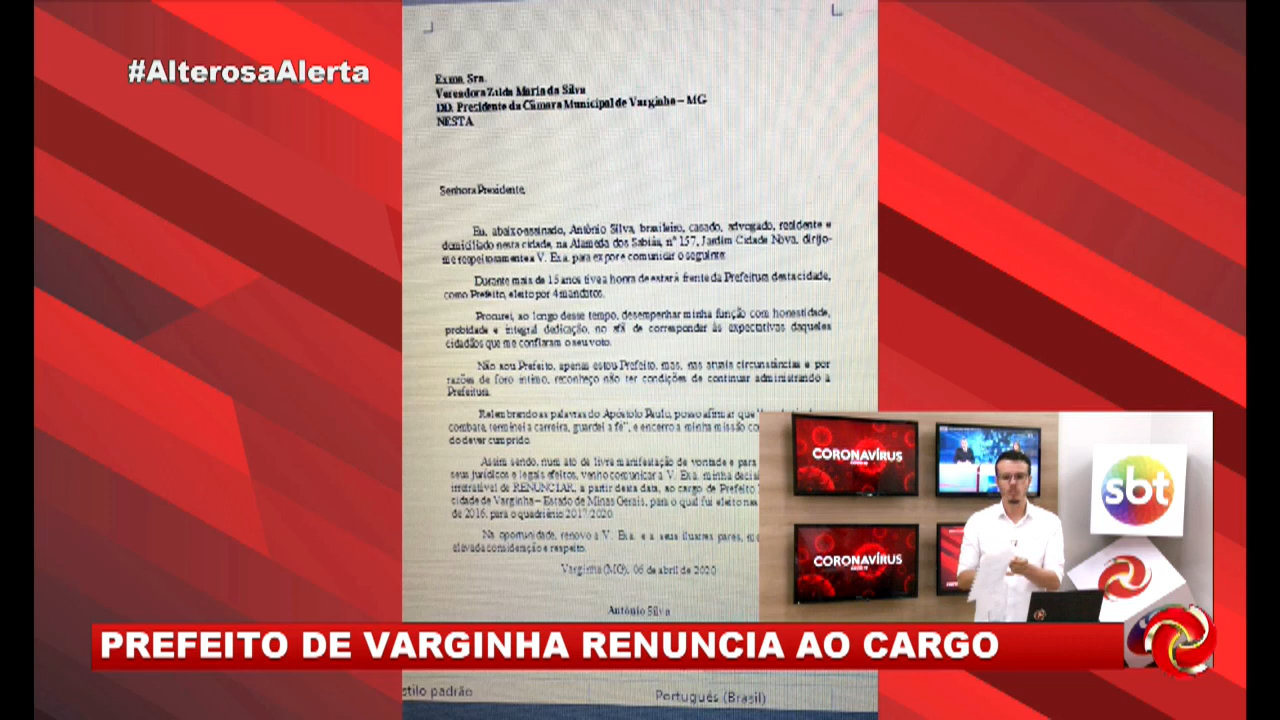 #AlterosaAlerta
Exma. Sra.
Vereadora Zilda Maria da Silva
DD. Presidente da Câmara Municipal de Varginha – MG
NESTA
Senhora Presidente,
Eu, abaixo-assinado, Antônio Silva, brasileiro, casado, advogado, residente e
domiciliado nesta cidade, na Alameda dos Sabiás, nº 157, Jardim Cidade Nova, dirijo-
me respeitosamente a V. Exa. para expor e comunicar o seguinte:
Durante mais de 15 anos tive a honra de estar à frente da Prefeitura desta cidade,
como Prefeito, eleito por 4 mandatos.
Procurei, ao longo desse tempo, desempenhar minha função com honestidade,
probidade e integral dedicação, no afã de corresponder às expectativas daqueles
cidadãos que me confiaram o seu voto.
Não sou Prefeito, apenas estou Prefeito, mas, nas atuais circunstâncias e por
razões de foro íntimo, reconheço não ter condições de continuar administrando a
Prefeitura.
Relembrando as palavras do Apóstolo Paulo, posso afirmar que
combate, terminei a carreira, guardei a fé", e encerro a minha missão
do dever cumprido.
Assim sendo, num ato de livre manifestação de vontade e para
seus jurídicos e legais efeitos, venho comunicar a V. Exa. minha
irretratável de RENUNCIAR, a partir desta data, ao cargo de Prefeito
cidade de Varginha – Estado de Minas Gerais, para o qual fui eleito
de 2016, para o quadriênio 2017/2020.
Na oportunidade, renovo a V. Exa. e a seus ilustres pares,
elevada consideração e respeito.
Varginha (MG), 06 de abril de 2020
Antônio Silva
CORONAVÍRUS
CORONAVÍRUS
sbt
PREFEITO DE VARGINHA RENUNCIA AO CARGO
stilo padrão
Português (Brasil)